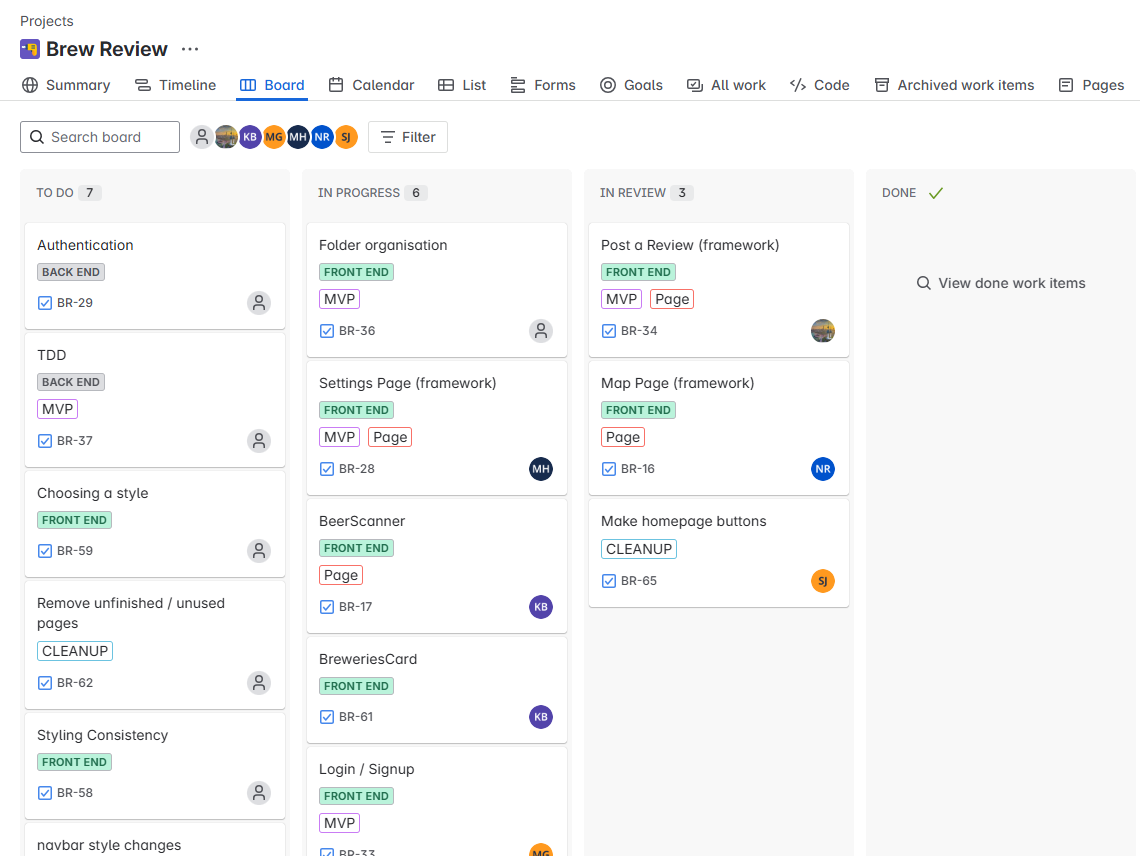 Projects
Brew Review
Summary Timeline Board Calendar List Forms Goals All work Code Archived work items Pages
Search board KB MG MH NR SJ Filter
TO DO 7
Authentication
BACK END
BR-29
TDD
BACK END
MVP
BR-37
Choosing a style
FRONT END
BR-59
Remove unfinished / unused
pages
CLEANUP
BR-62
Styling Consistency
FRONT END
BR-58
navbar style changes
IN PROGRESS 6
Folder organisation
FRONT END
MVP
BR-36
Settings Page (framework)
FRONT END
MVP Page
BR-28 MH
BeerScanner
FRONT END
Page
BR-17 KB
BreweriesCard
FRONT END
BR-61 KB
Login / Signup
FRONT END
MVP
BR-33 MG
IN REVIEW 3
Post a Review (framework)
FRONT END
MVP Page
BR-34
Map Page (framework)
FRONT END
Page
BR-16 NR
Make homepage buttons
CLEANUP
BR-65 SJ
DONE
View done work items